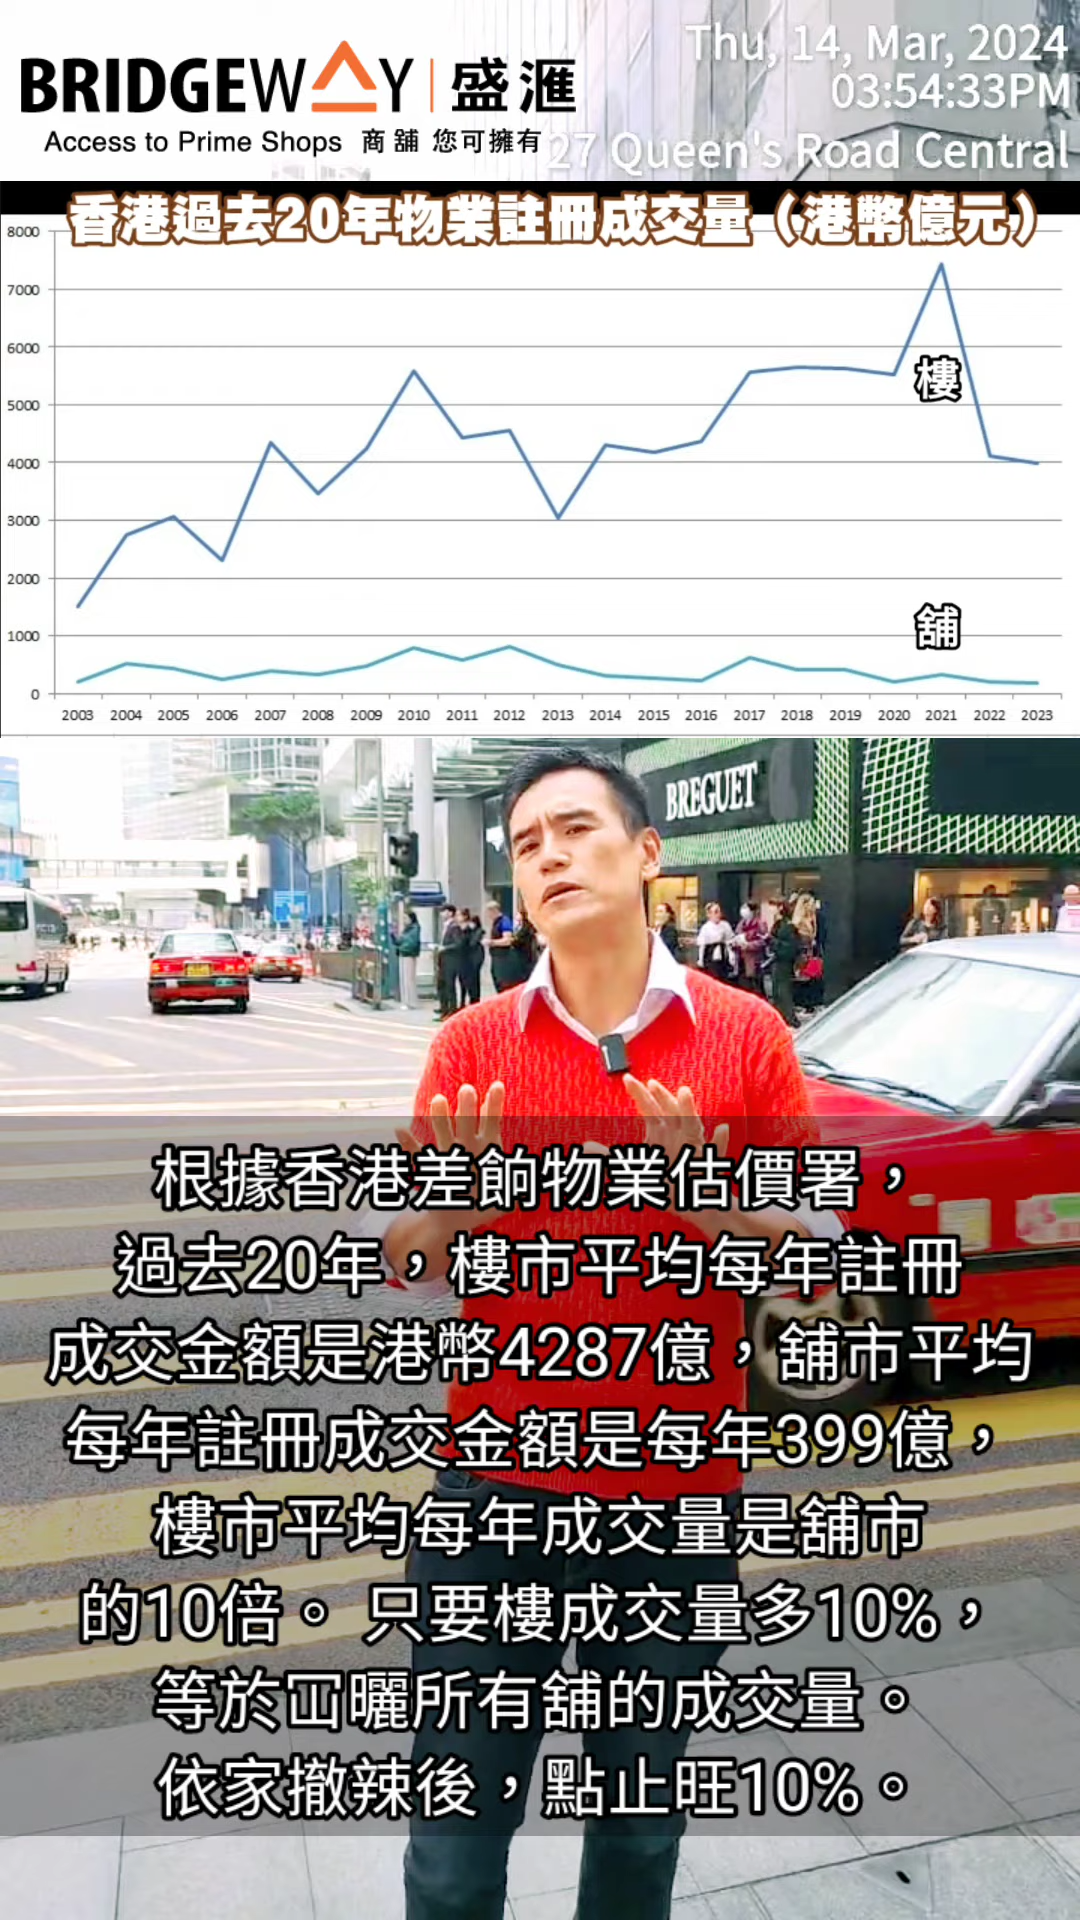 BRIDGEWAY 盛滙
Access to Prime Shops 商舖 您可擁有
Thu, 14, Mar, 2024
03:54:33PM
27 Queen's Road Central
香港過去20年物業註冊成交量（港幣億元）
8000
7000
6000
5000
4000
3000
2000
1000
0
樓
舖
2003 2004 2005 2006 2007 2008 2009 2010 2011 2012 2013 2014 2015 2016 2017 2018 2019 2020 2021 2022 2023
BREGUET
根據香港差餉物業估價署，
過去20年，樓市平均每年註冊
成交金額是港幣4287億，舖市平均
每年註冊成交金額是每年399億，
樓市平均每年成交量是舖市
的10倍。 只要樓成交量多10%，
等於冚曬所有舖的成交量。
依家撤辣後，點止旺10%。